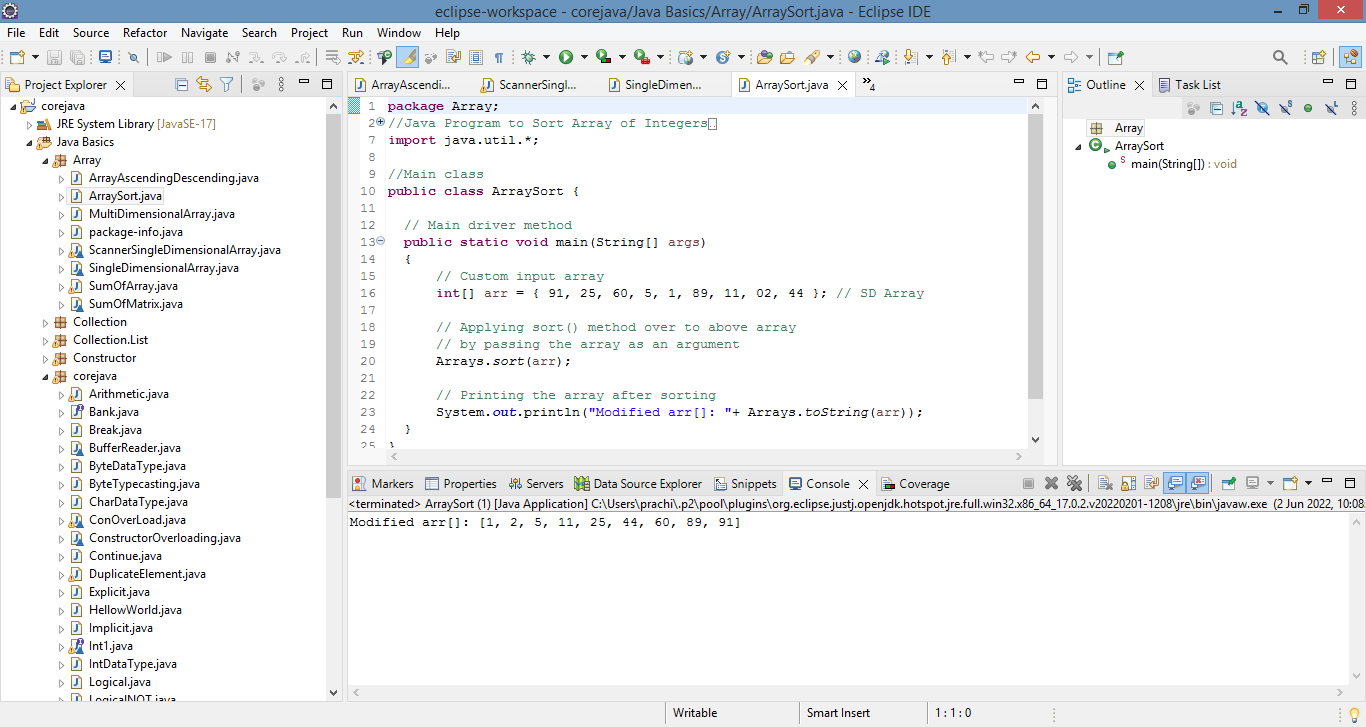 eclipse-workspace - corejava/Java Basics/Array/ArraySort.java - Eclipse IDE
File Edit Source Refactor Navigate Search Project Run Window Help
Project Explorer
corejava
JRE System Library [JavaSE-17]
Java Basics
Array
ArrayAscendingDescending.java
ArraySort.java
MultiDimensionalArray.java
package-info.java
ScannerSingleDimensionalArray.java
SingleDimensionalArray.java
SumOfArray.java
SumOfMatrix.java
Collection
Collection.List
Constructor
corejava
Arithmetic.java
Bank.java
Break.java
BufferReader.java
ByteDataType.java
ByteTypecasting.java
CharDataType.java
ConOverLoad.java
ConstructorOverloading.java
Continue.java
DuplicateElement.java
Explicit.java
HellowWorld.java
Implicit.java
Int1.java
IntDataType.java
Logical.java
LogicalNOT.java
ArrayAscendi... ScannerSingl... SingleDimen... ArraySort.java »4
1 package Array;
2 //Java Program to Sort Array of Integers
7 import java.util.*;
8
9 //Main class
10 public class ArraySort {
11
12 // Main driver method
13 public static void main(String[] args)
14 {
15 // Custom input array
16 int[] arr = { 91, 25, 60, 5, 1, 89, 11, 02, 44 }; // SD Array
17
18 // Applying sort() method over to above array
19 // by passing the array as an argument
20 Arrays.sort(arr);
21
22 // Printing the array after sorting
23 System.out.println("Modified arr[]: "+ Arrays.toString(arr));
24 }
25 }
Outline Task List
Array
ArraySort
main(String[]) : void
Markers Properties Servers Data Source Explorer Snippets Console Coverage
<terminated> ArraySort (1) [Java Application] C:\Users\prachi\.p2\pool\plugins\org.eclipse.justj.openjdk.hotspot.jre.full.win32.x86_64_17.0.2.v20220201-1208\jre\bin\javaw.exe (2 Jun 2022, 10:08:
Modified arr[]: [1, 2, 5, 11, 25, 44, 60, 89, 91]
Writable Smart Insert 1 : 1 : 0